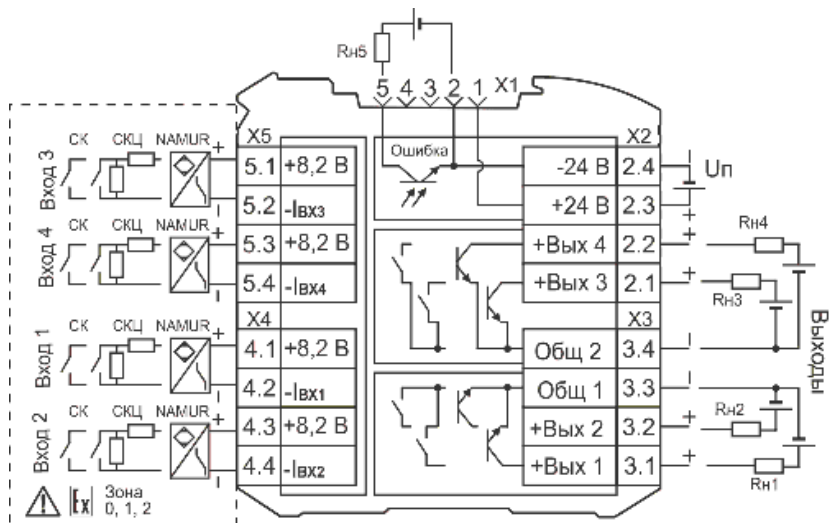 Rн5
5 4 3 2 1 X1
СК СКЦ NAMUR + X5
Вход 3
5.1 +8,2 В
5.2 -Iвх3
Ошибка
X2
-24 В 2.4
+24 В 2.3
Uп
+
Вход 4
СК СКЦ NAMUR +
5.3 +8,2 В
5.4 -Iвх4
+Вых 4 2.2 +
Rн4
+Вых 3 2.1 +
Rн3
X4
X3
Вход 1
СК СКЦ NAMUR +
4.1 +8,2 В
4.2 -Iвх1
Общ 2 3.4
Общ 1 3.3
Выходы
Вход 2
СК СКЦ NAMUR +
4.3 +8,2 В
4.4 -Iвх2
+Вых 2 3.2 +
Rн2
+Вых 1 3.1 +
Rн1
Ex Зона
0, 1, 2